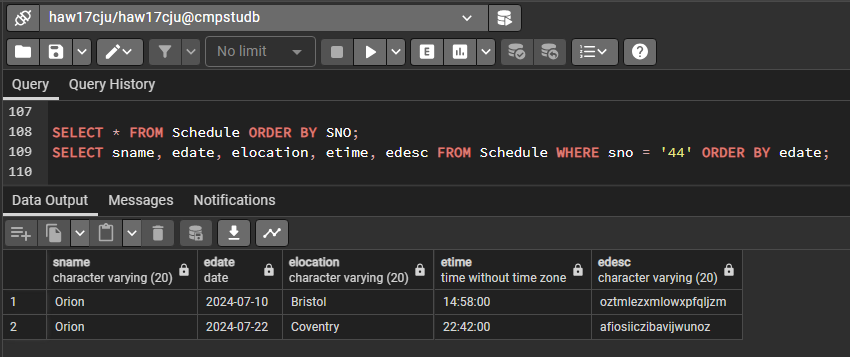 haw17cju/haw17cju@cmpstudb
No limit
Query Query History
107
108 SELECT * FROM Schedule ORDER BY SNO;
109 SELECT sname, edate, elocation, etime, edesc FROM Schedule WHERE sno = '44' ORDER BY edate;
110
Data Output Messages Notifications
sname edate elocation etime edesc
character varying (20) date character varying (20) time without time zone character varying (20)
1 Orion 2024-07-10 Bristol 14:58:00 oztmlezxmlowxpfqljzm
2 Orion 2024-07-22 Coventry 22:42:00 afiosiiczibavijwunoz